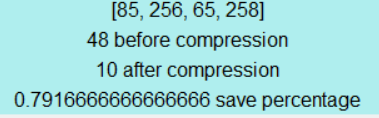 [85, 256, 65, 258]
48 before compression
10 after compression
0.7916666666666666 save percentage